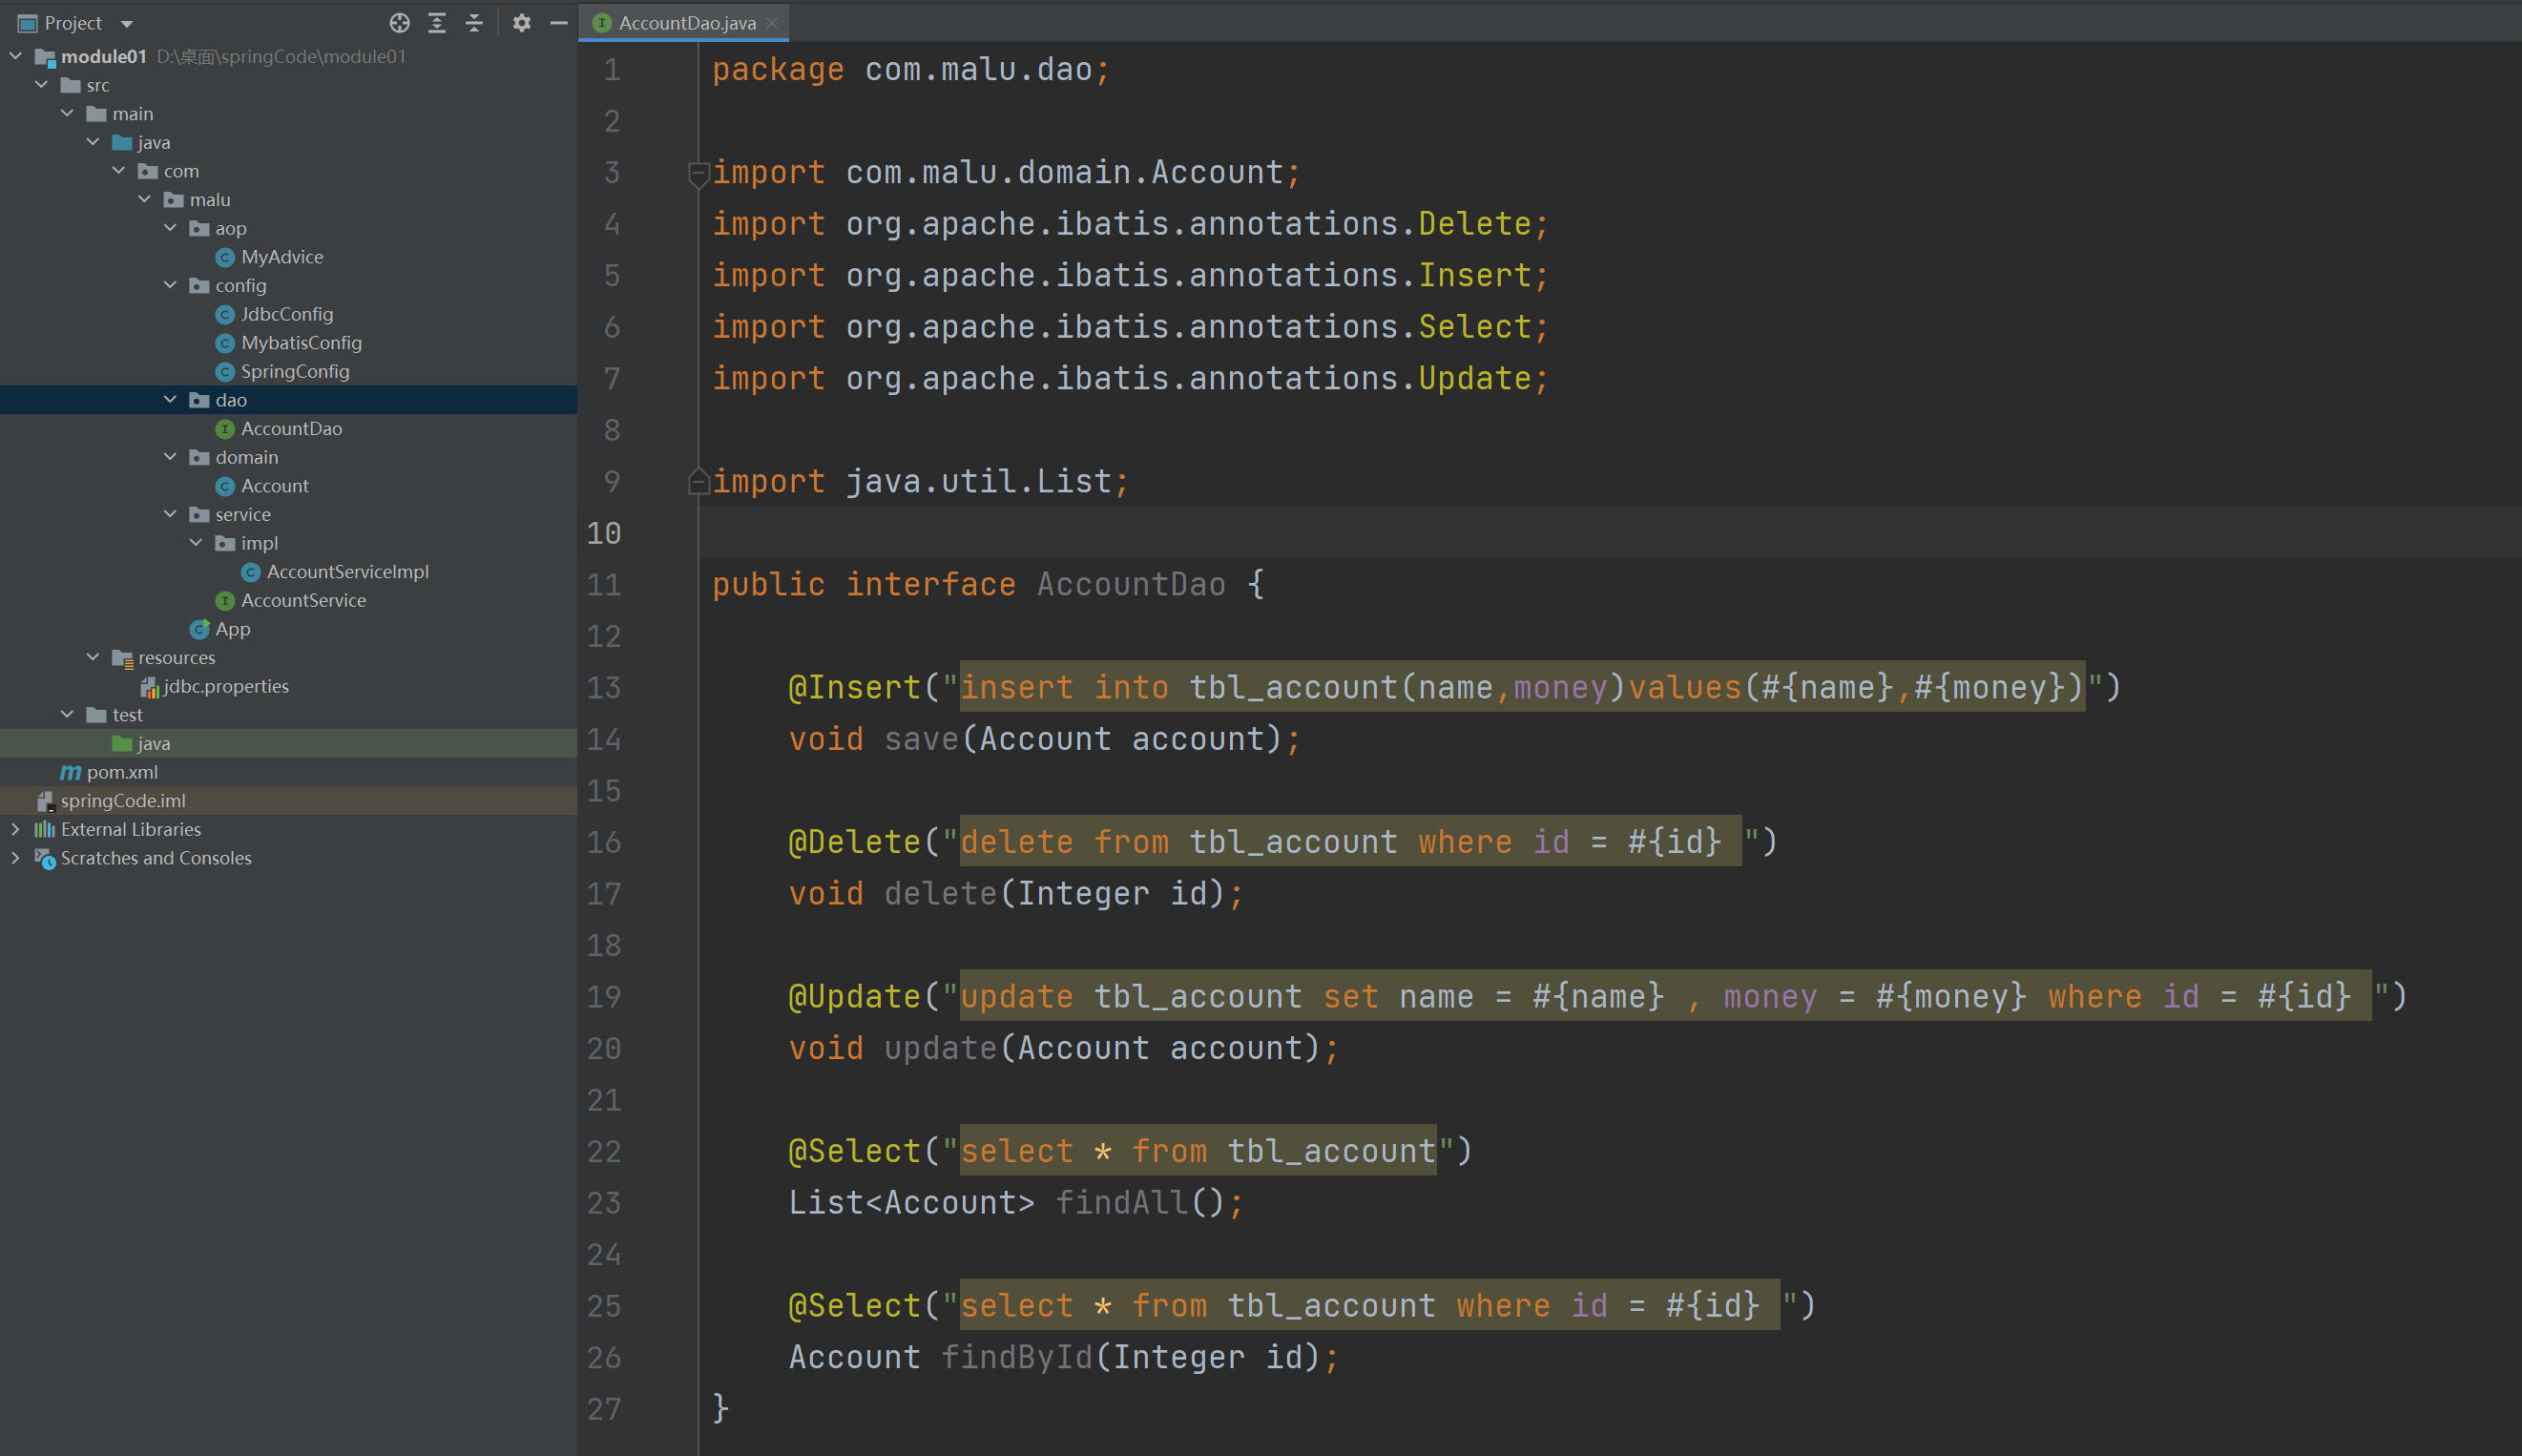 Project
module01 D:\桌面\springCode\module01
src
main
java
com
malu
aop
MyAdvice
config
JdbcConfig
MybatisConfig
SpringConfig
dao
AccountDao
domain
Account
service
impl
AccountServiceImpl
AccountService
App
resources
jdbc.properties
test
java
pom.xml
springCode.iml
External Libraries
Scratches and Consoles
AccountDao.java
1 package com.malu.dao;
2
3 import com.malu.domain.Account;
4 import org.apache.ibatis.annotations.Delete;
5 import org.apache.ibatis.annotations.Insert;
6 import org.apache.ibatis.annotations.Select;
7 import org.apache.ibatis.annotations.Update;
8
9 import java.util.List;
10
11 public interface AccountDao {
12
13 @Insert("insert into tbl_account(name,money)values(#{name},#{money})")
14 void save(Account account);
15
16 @Delete("delete from tbl_account where id = #{id} ")
17 void delete(Integer id);
18
19 @Update("update tbl_account set name = #{name} , money = #{money} where id = #{id} ")
20 void update(Account account);
21
22 @Select("select * from tbl_account")
23 List<Account> findAll();
24
25 @Select("select * from tbl_account where id = #{id} ")
26 Account findById(Integer id);
27 }